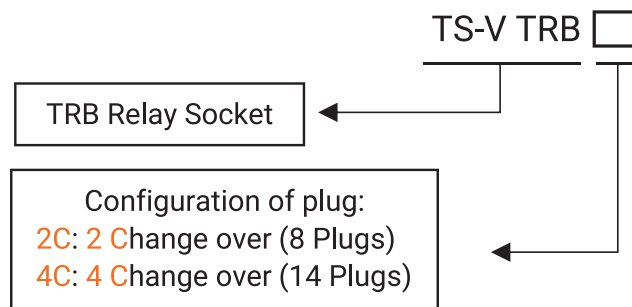 TS-V TRB
TRB Relay Socket
Configuration of plug:
2C: 2 Change over (8 Plugs)
4C: 4 Change over (14 Plugs)